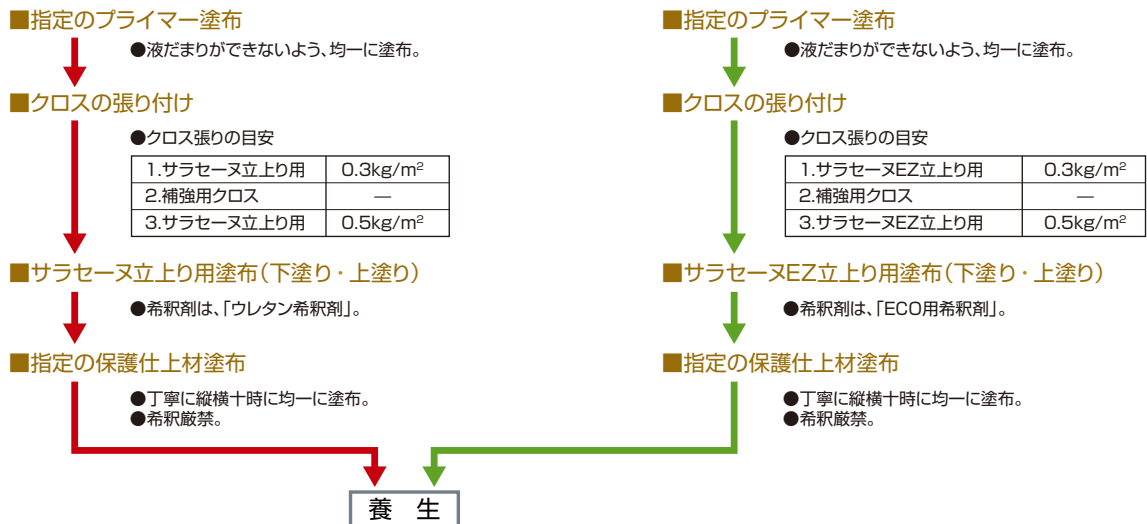 ■指定のプライマー塗布
●液だまりができないよう、均一に塗布。
■クロスの張り付け
●クロス張りの目安
1.サラセーヌ立上り用 0.3kg/m²
2.補強用クロス —
3.サラセーヌ立上り用 0.5kg/m²
■サラセーヌ立上り用塗布(下塗り・上塗り)
●希釈剤は、「ウレタン希釈剤」。
■指定の保護仕上材塗布
●丁寧に縦横十時に均一に塗布。
●希釈厳禁。
■指定のプライマー塗布
●液だまりができないよう、均一に塗布。
■クロスの張り付け
●クロス張りの目安
1.サラセーヌEZ立上り用 0.3kg/m²
2.補強用クロス —
3.サラセーヌEZ立上り用 0.5kg/m²
■サラセーヌEZ立上り用塗布(下塗り・上塗り)
●希釈剤は、「ECO用希釈剤」。
■指定の保護仕上材塗布
●丁寧に縦横十時に均一に塗布。
●希釈厳禁。
養 生